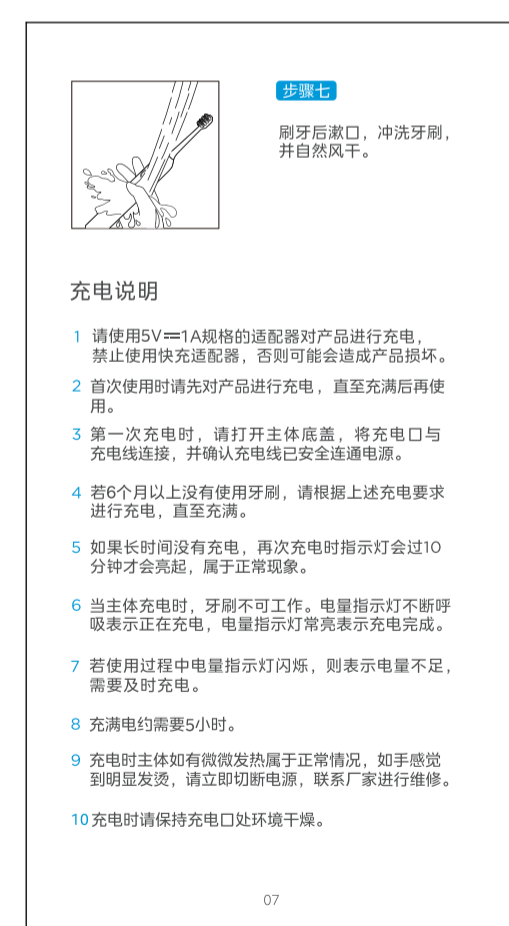 步骤七
刷牙后漱口，冲洗牙刷，
并自然风干。
充电说明
1 请使用5V⎓1A规格的适配器对产品进行充电，
禁止使用快充适配器，否则可能会造成产品损坏。
2 首次使用时请先对产品进行充电，直至充满后再使
用。
3 第一次充电时，请打开主体底盖，将充电口与
充电线连接，并确认充电线已安全连通电源。
4 若6个月以上没有使用牙刷，请根据上述充电要求
进行充电，直至充满。
5 如果长时间没有充电，再次充电时指示灯会过10
分钟才会亮起，属于正常现象。
6 当主体充电时，牙刷不可工作。电量指示灯不断呼
吸表示正在充电，电量指示灯常亮表示充电完成。
7 若使用过程中电量指示灯闪烁，则表示电量不足，
需要及时充电。
8 充满电约需要5小时。
9 充电时主体如有微微发热属于正常情况，如手感觉
到明显发烫，请立即切断电源，联系厂家进行维修。
10 充电时请保持充电口处环境干燥。
07